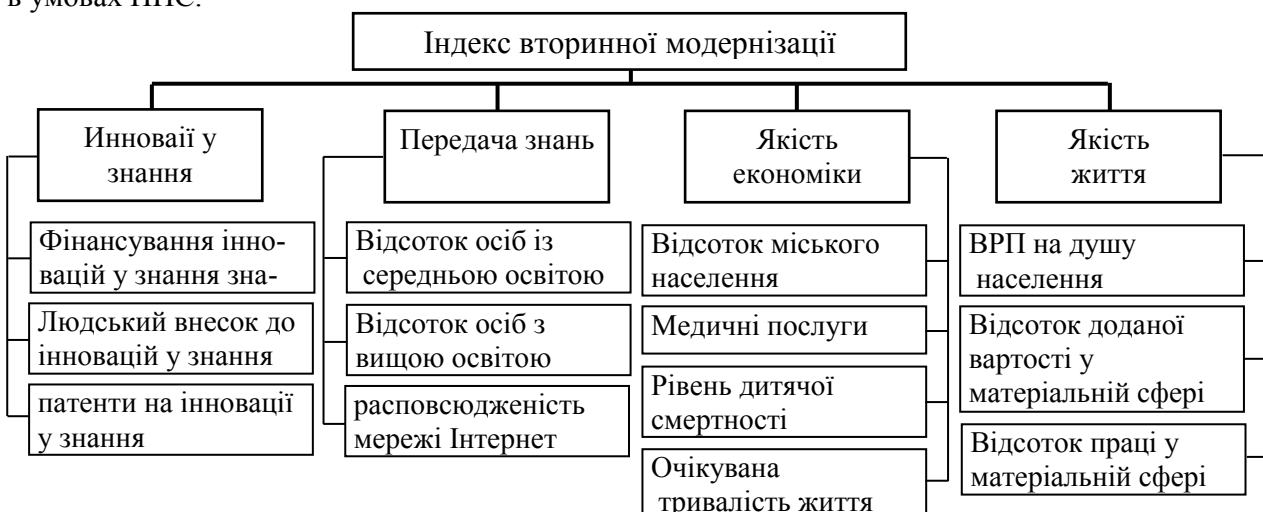 в умовах ННС.
Індекс вторинної модернізації
Инноваії у
знання
Передача знань
Якість
економіки
Якість
життя
Фінансування інно-
вацій у знання зна-
Людський внесок до
інновацій у знання
патенти на інновації
у знання
Відсоток осіб із
середньою освітою
Відсоток осіб з
вищою освітою
расповсюдженість
мережі Інтернет
Відсоток міського
населення
Медичні послуги
Рівень дитячої
смертності
Очікувана
тривалість життя
ВРП на душу
населення
Відсоток доданої
вартості у
матеріальній сфері
Відсоток праці у
матеріальній сфері